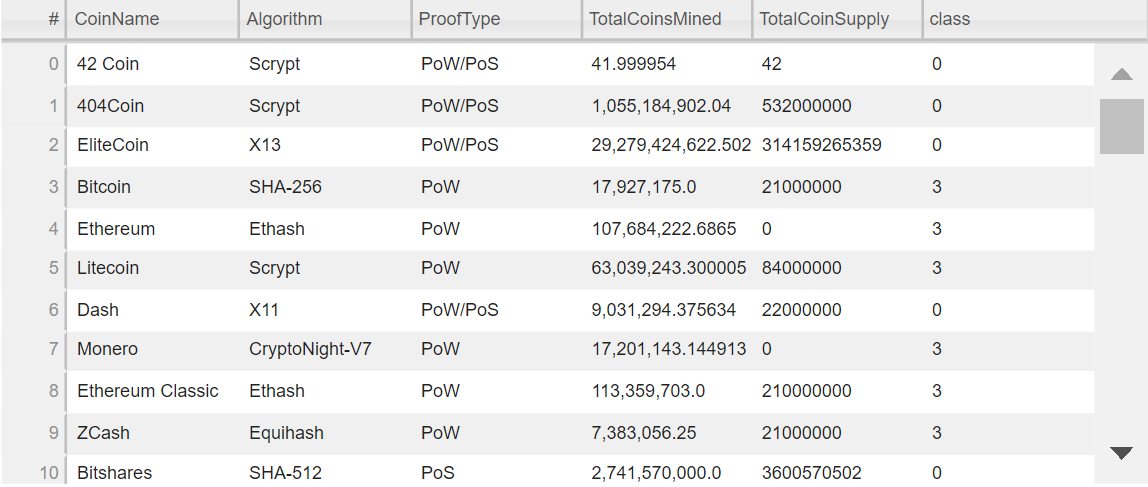 # CoinName Algorithm ProofType TotalCoinsMined TotalCoinSupply class
0 42 Coin Scrypt PoW/PoS 41.999954 42 0
1 404Coin Scrypt PoW/PoS 1,055,184,902.04 532000000 0
2 EliteCoin X13 PoW/PoS 29,279,424,622.502 314159265359 0
3 Bitcoin SHA-256 PoW 17,927,175.0 21000000 3
4 Ethereum Ethash PoW 107,684,222.6865 0 3
5 Litecoin Scrypt PoW 63,039,243.300005 84000000 3
6 Dash X11 PoW/PoS 9,031,294.375634 22000000 0
7 Monero CryptoNight-V7 PoW 17,201,143.144913 0 3
8 Ethereum Classic Ethash PoW 113,359,703.0 210000000 3
9 ZCash Equihash PoW 7,383,056.25 21000000 3
10 Bitshares SHA-512 PoS 2,741,570,000.0 3600570502 0